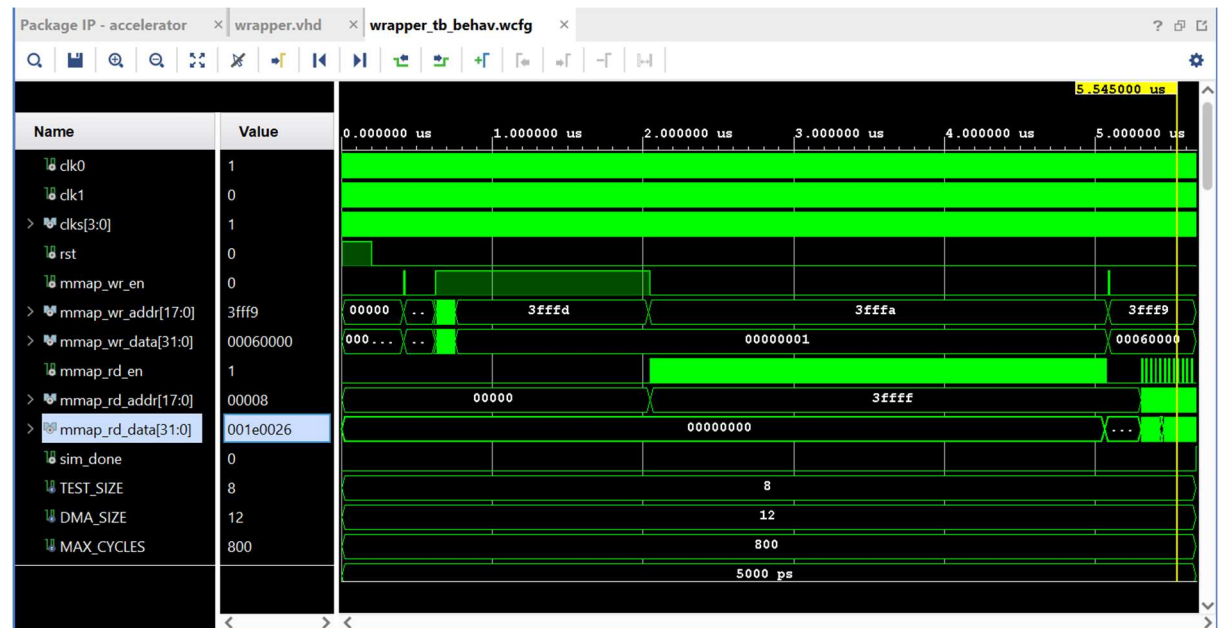 Package IP - accelerator × wrapper.vhd × wrapper_tb_behav.wcfg × ?
5.545000 us
Name Value 0.000000 us 1.000000 us 2.000000 us 3.000000 us 4.000000 us 5.000000 us
clk0 1
clk1 0
> clks[3:0] 1
rst 0
mmap_wr_en 0
> mmap_wr_addr[17:0] 3fff9 00000 .. 3fffd 3fffa 3fff9
> mmap_wr_data[31:0] 00060000 000... .. 00000001 00060000
mmap_rd_en 1
> mmap_rd_addr[17:0] 00008 00000 3ffff
> mmap_rd_data[31:0] 001e0026 00000000 ...
sim_done 0
TEST_SIZE 8 8
DMA_SIZE 12 12
MAX_CYCLES 800 800
5000 ps